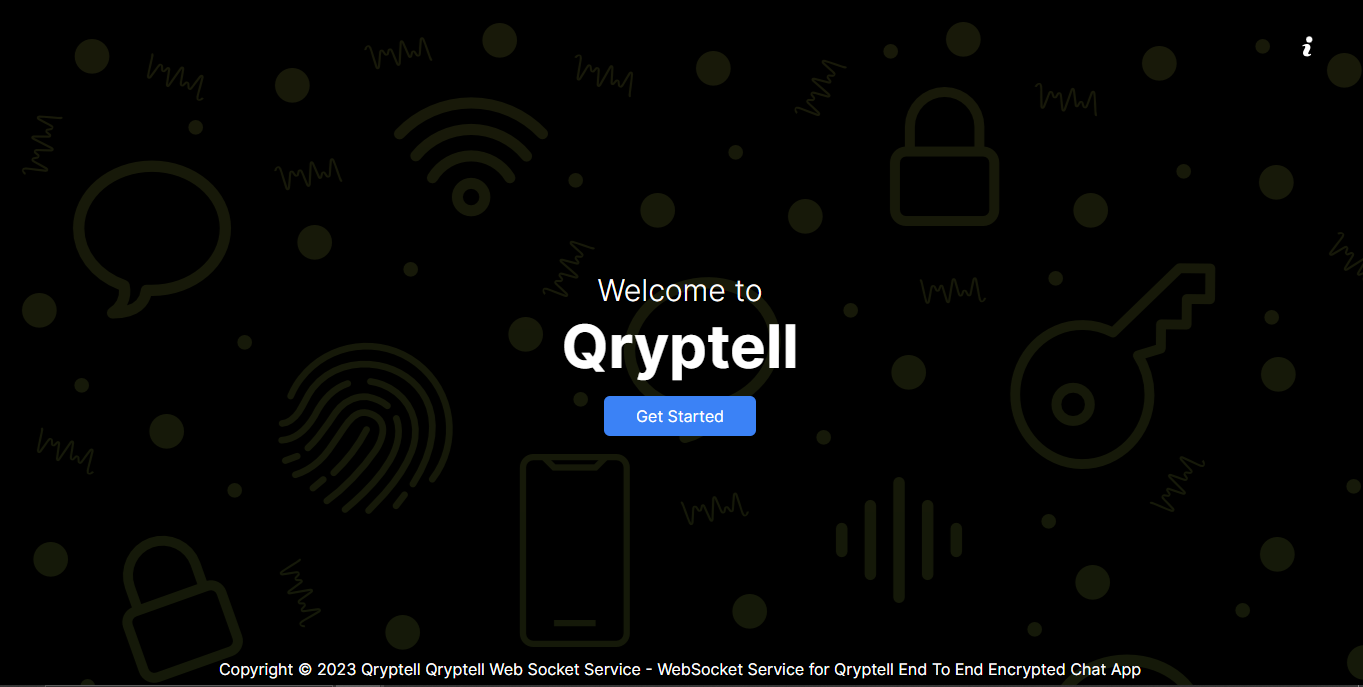 Welcome to
Qryptell
Get Started
Copyright © 2023 Qryptell Qryptell Web Socket Service - WebSocket Service for Qryptell End To End Encrypted Chat App